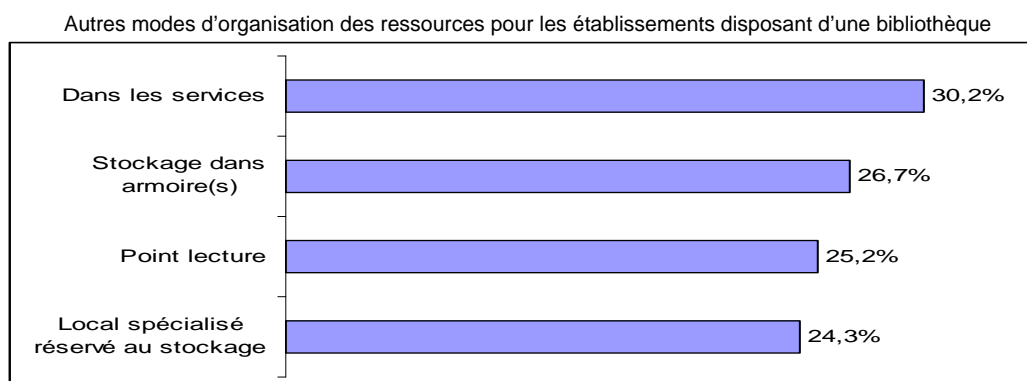 Autres modes d’organisation des ressources pour les établissements disposant d’une bibliothèque
Dans les services
30,2%
Stockage dans
armoire(s)
26,7%
Point lecture
25,2%
Local spécialisé
réservé au stockage
24,3%